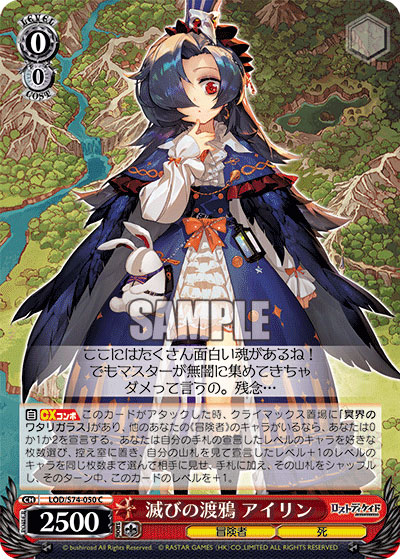 LEVEL
0
0
COST
SAMPLE
ここにはたくさん面白い魂があるね！
でもマスターが無闇に集めてきちゃ
ダメって言うの。残念…
自 CXコンボ このカードがアタックした時、クライマックス置場に「冥界の
ワタリガラス」があり、他のあなたの《冒険者》のキャラがいるなら、あなたは0
か1か2を宣言する。あなたは自分の手札の宣言したレベルのキャラを好きな
枚数選び、控え室に置き、自分の山札を見て宣言したレベル+1のレベルのキャ
ラを同じ枚数まで選んで相手に見せ、手札に加え、その山札をシャッフル
し、そのターン中、このカードのレベルを+1。
CH LOD/S74-050 C
2500
滅びの渡鴉 アイリン
ロストディケイド
冒険者
死
© bushiroad All Rights Reserved. © RASTAR GAMES (HK) CO.,LIMITED ALL RIGHTS RESERVED.